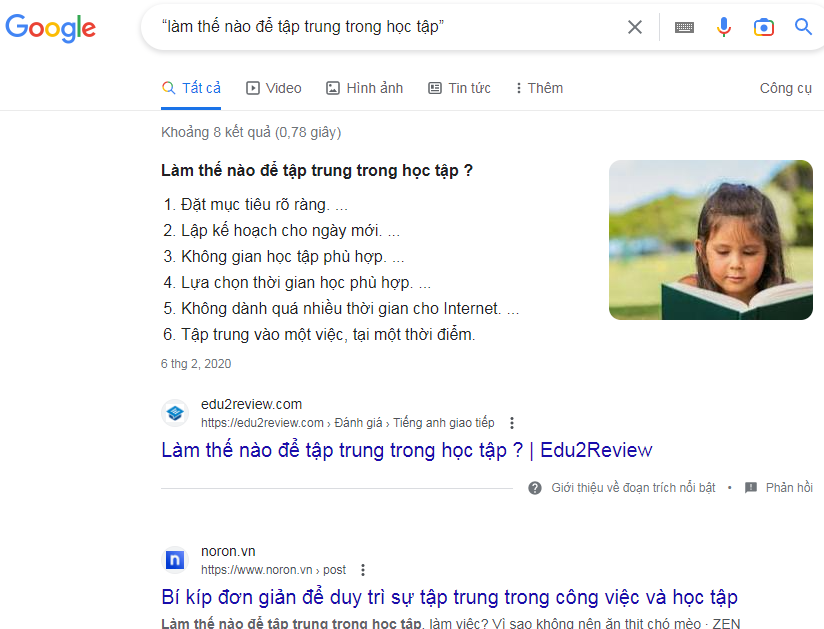 Google
“làm thế nào để tập trung trong học tập”
Tất cả Video Hình ảnh Tin tức Thêm Công cụ
Khoảng 8 kết quả (0,78 giây)
Làm thế nào để tập trung trong học tập ?
1. Đặt mục tiêu rõ ràng. ...
2. Lập kế hoạch cho ngày mới. ...
3. Không gian học tập phù hợp. ...
4. Lựa chọn thời gian học phù hợp. ...
5. Không dành quá nhiều thời gian cho Internet. ...
6. Tập trung vào một việc, tại một thời điểm.
6 thg 2, 2020
edu2review.com
https://edu2review.com › Đánh giá › Tiếng anh giao tiếp
Làm thế nào để tập trung trong học tập ? | Edu2Review
Giới thiệu về đoạn trích nổi bật • Phản hồi
n
noron.vn
https://www.noron.vn › post
Bí kíp đơn giản để duy trì sự tập trung trong công việc và học tập
Làm thế nào để tập trung trong học tập, làm việc? Vì sao không nên ăn thịt chó mèo · ZEN